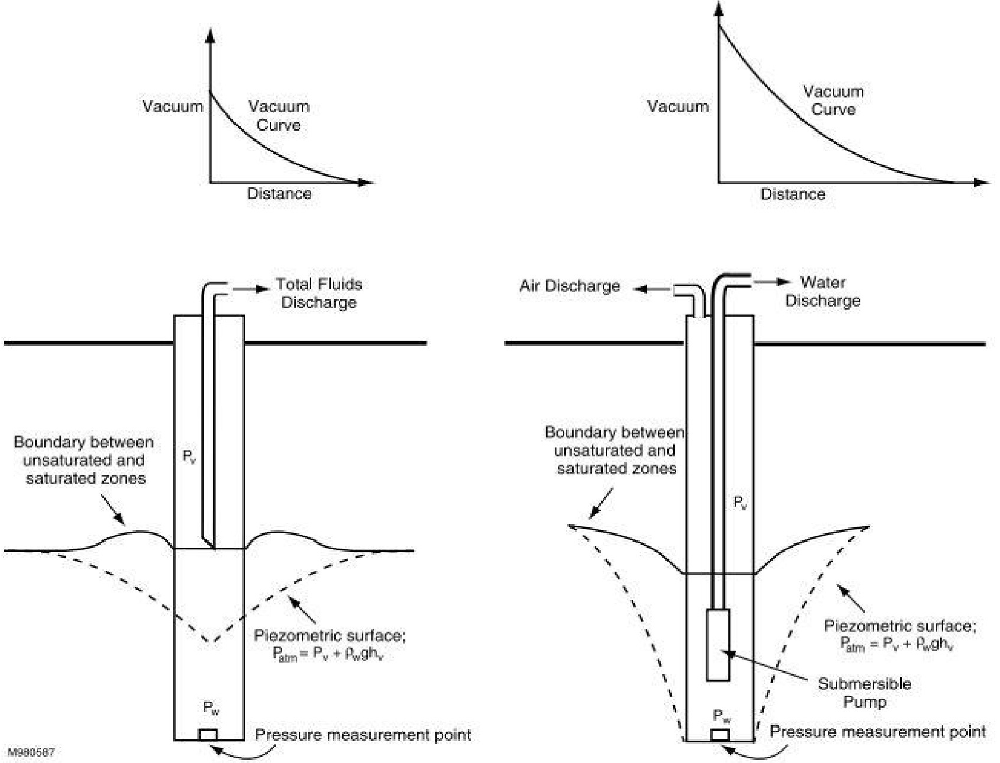 Vacuum
Vacuum
Curve
Distance
Vacuum
Vacuum
Curve
Distance
Total Fluids
Discharge
Boundary between
unsaturated and
saturated zones
Pv
Piezometric surface;
Patm = Pv + ρwghv
Pw
Pressure measurement point
M980587
Air Discharge
Water
Discharge
Boundary between
unsaturated and
saturated zones
Pv
Piezometric surface;
Patm = Pv + ρwghv
Submersible
Pump
Pw
Pressure measurement point